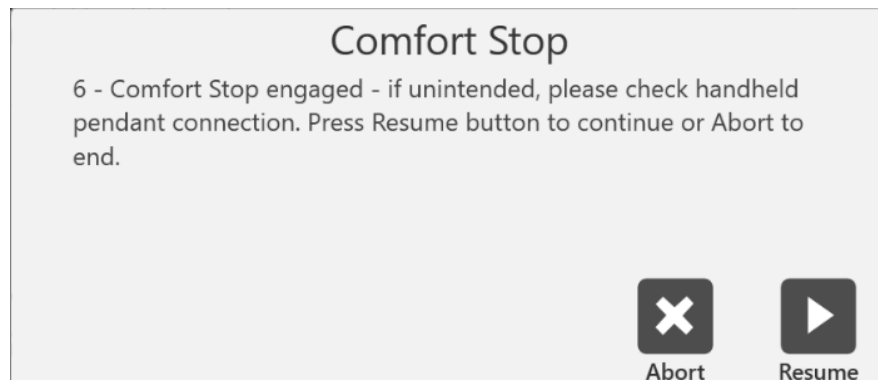 Comfort Stop
6 - Comfort Stop engaged - if unintended, please check handheld
pendant connection. Press Resume button to continue or Abort to
end.
Abort
Resume